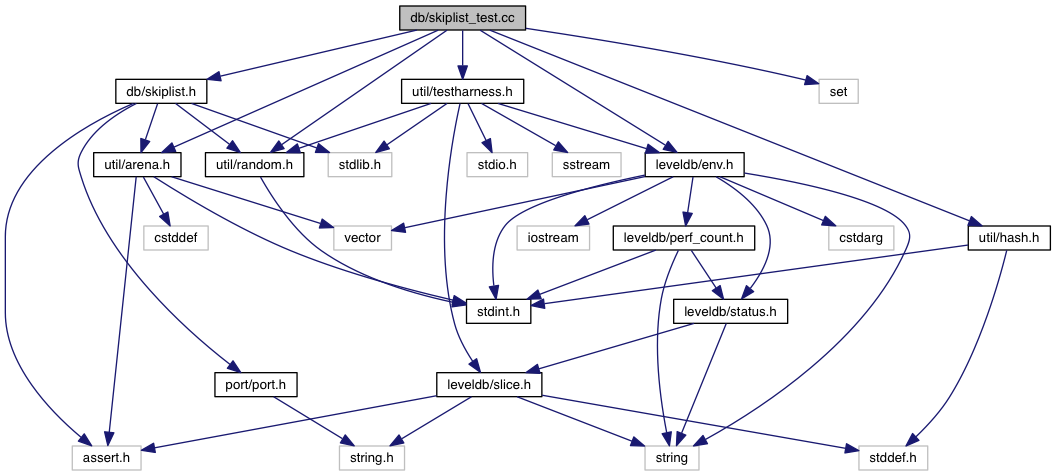 db/skiplist_test.cc
db/skiplist.h
util/testharness.h
set
util/arena.h
util/random.h
stdlib.h
stdio.h
sstream
leveldb/env.h
cstddef
vector
iostream
leveldb/perf_count.h
cstdarg
util/hash.h
stdint.h
leveldb/status.h
port/port.h
leveldb/slice.h
assert.h
string.h
string
stddef.h